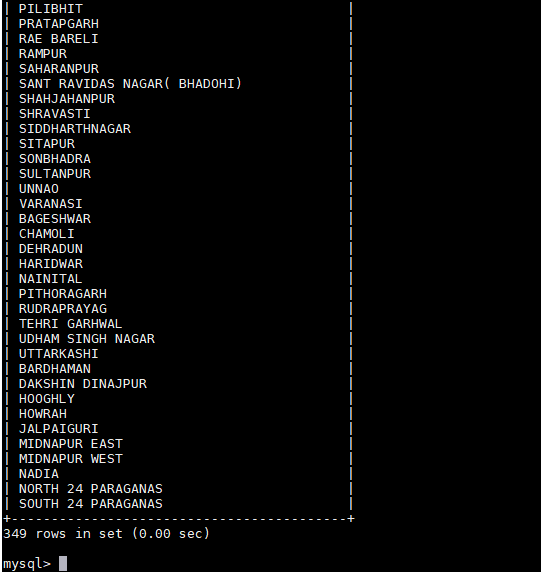 | PILIBHIT |
| PRATAPGARH |
| RAE BARELI |
| RAMPUR |
| SAHARANPUR |
| SANT RAVIDAS NAGAR( BHADOHI) |
| SHAHJAHANPUR |
| SHRAVASTI |
| SIDDHARTHNAGAR |
| SITAPUR |
| SONBHADRA |
| SULTANPUR |
| UNNAO |
| VARANASI |
| BAGESHWAR |
| CHAMOLI |
| DEHRADUN |
| HARIDWAR |
| NAINITAL |
| PITHORAGARH |
| RUDRAPRAYAG |
| TEHRI GARHWAL |
| UDHAM SINGH NAGAR |
| UTTARKASHI |
| BARDHAMAN |
| DAKSHIN DINAJPUR |
| HOOGHLY |
| HOWRAH |
| JALPAIGURI |
| MIDNAPUR EAST |
| MIDNAPUR WEST |
| NADIA |
| NORTH 24 PARAGANAS |
| SOUTH 24 PARAGANAS |
+------------------------------------------+
349 rows in set (0.00 sec)
mysql>